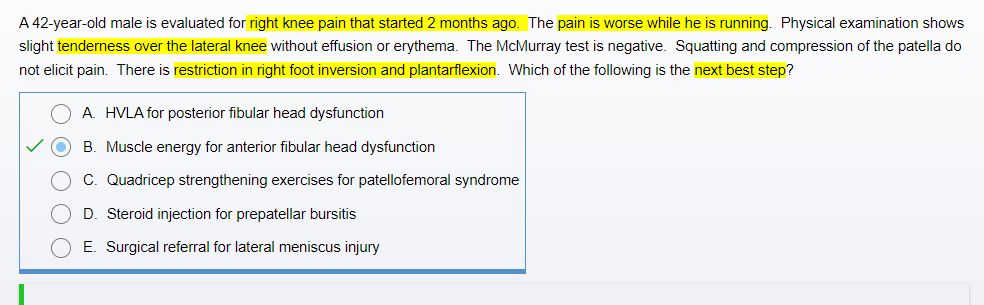 A 42-year-old male is evaluated for right knee pain that started 2 months ago. The pain is worse while he is running. Physical examination shows
slight tenderness over the lateral knee without effusion or erythema. The McMurray test is negative. Squatting and compression of the patella do
not elicit pain. There is restriction in right foot inversion and plantarflexion. Which of the following is the next best step?
A. HVLA for posterior fibular head dysfunction
B. Muscle energy for anterior fibular head dysfunction
C. Quadricep strengthening exercises for patellofemoral syndrome
D. Steroid injection for prepatellar bursitis
E. Surgical referral for lateral meniscus injury